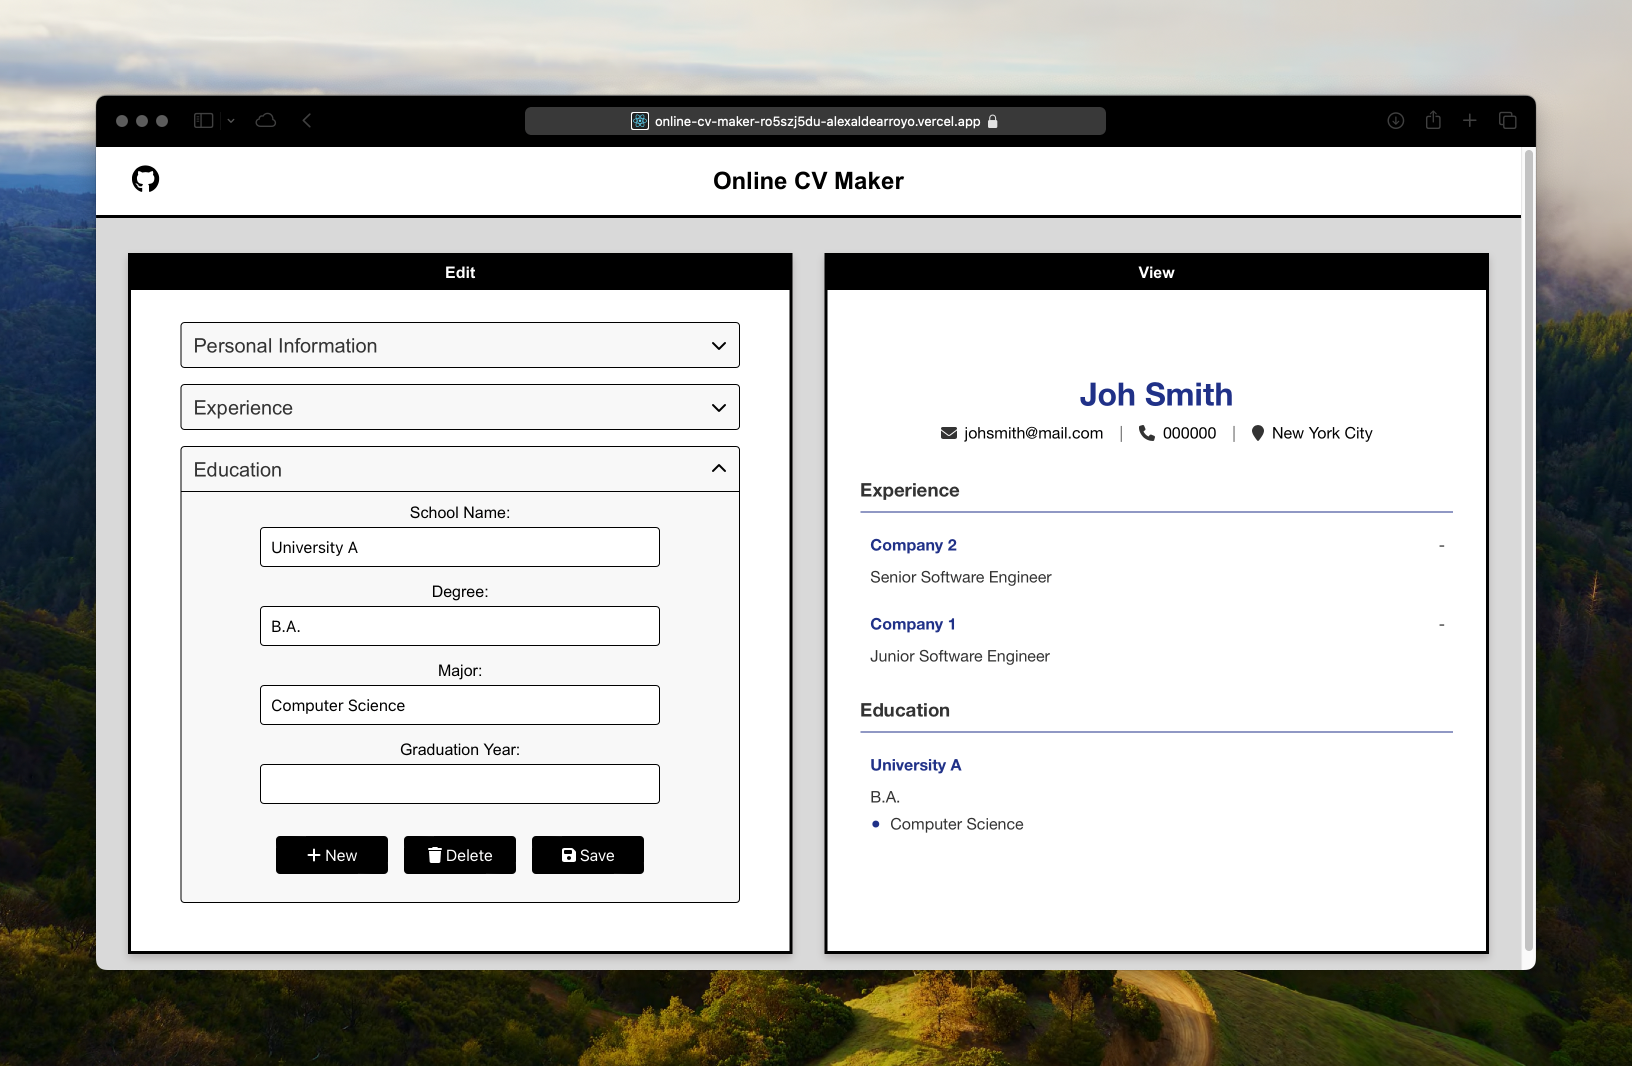 online-cv-maker-ro5szj5du-alexaldearroyo.vercel.app
Online CV Maker
Edit
Personal Information
Experience
Education
School Name:
University A
Degree:
B.A.
Major:
Computer Science
Graduation Year:
New
Delete
Save
View
Joh Smith
johsmith@mail.com | 000000 | New York City
Experience
Company 2 -
Senior Software Engineer
Company 1 -
Junior Software Engineer
Education
University A
B.A.
• Computer Science